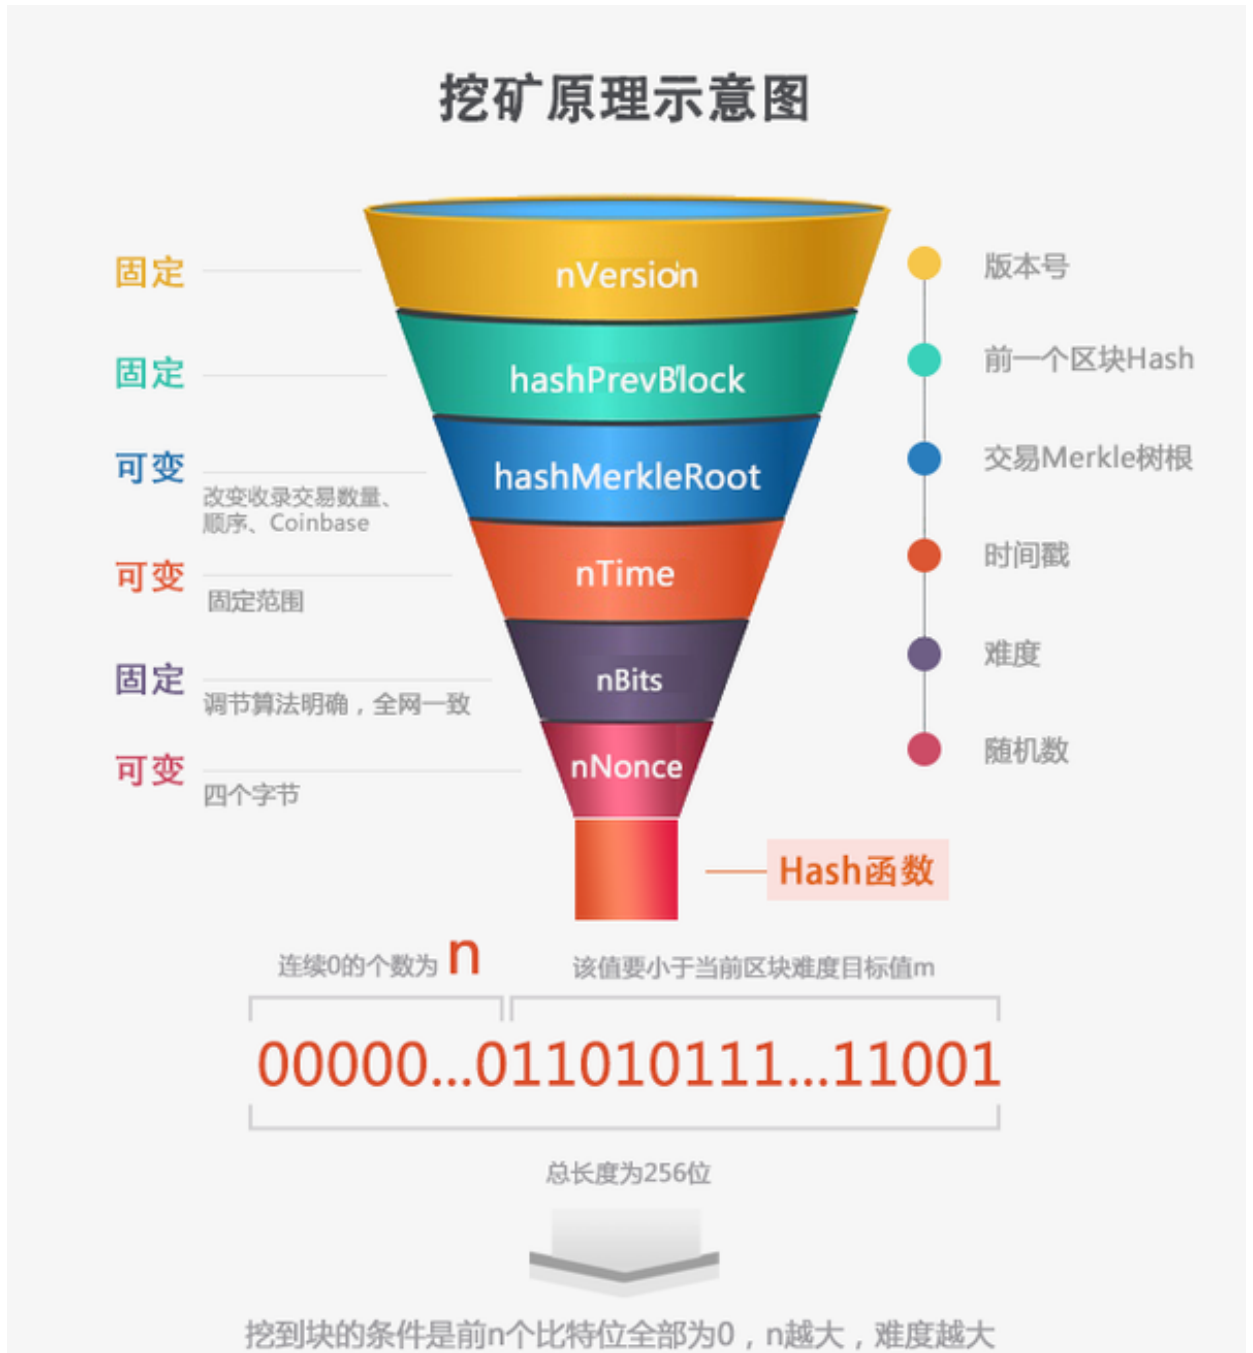 挖矿原理示意图
固定
nVersion
版本号
固定
hashPrevBlock
前一个区块Hash
可变
改变收录交易数量、
顺序、Coinbase
hashMerkleRoot
交易Merkle树根
可变
固定范围
nTime
时间戳
固定
调节算法明确，全网一致
nBits
难度
可变
四个字节
nNonce
随机数
Hash函数
连续0的个数为 n
该值要小于当前区块难度目标值m
00000...011010111...11001
总长度为256位
挖到块的条件是前n个比特位全部为0，n越大，难度越大